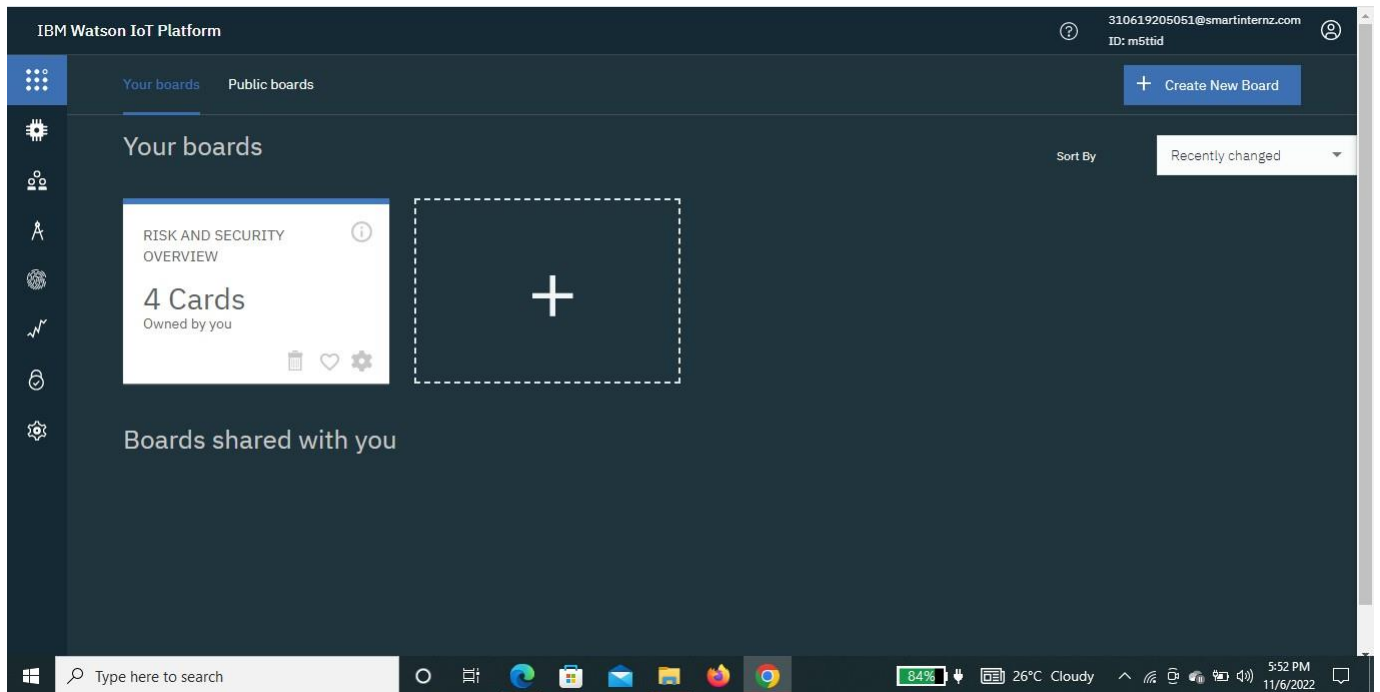 IBM Watson IoT Platform
310619205051@smartinternz.com
ID: m5ttid
Your boards
Public boards
+ Create New Board
Your boards
Sort By
Recently changed
RISK AND SECURITY
OVERVIEW
4 Cards
Owned by you
Boards shared with you
Type here to search
84%
26°C Cloudy
5:52 PM
11/6/2022